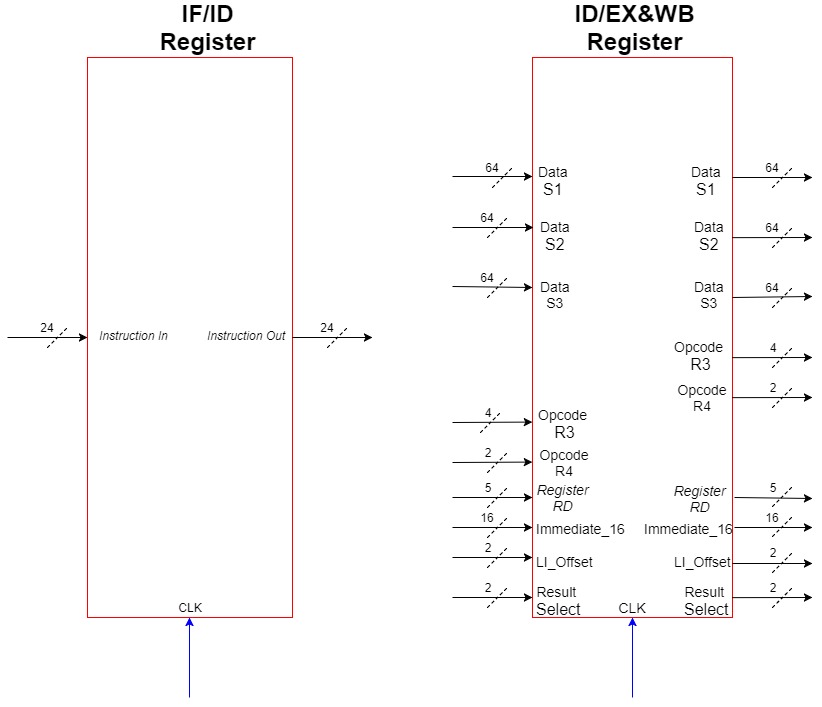 IF/ID
Register
24
Instruction In
Instruction Out
24
CLK
ID/EX&WB
Register
64
Data
S1
Data
S1
64
64
Data
S2
Data
S2
64
64
Data
S3
Data
S3
64
Opcode
R3
4
Opcode
R4
2
4
Opcode
R3
2
Opcode
R4
5
Register
RD
Register
RD
5
16
Immediate_16
Immediate_16
16
2
LI_Offset
LI_Offset
2
2
Result
Select
CLK
Result
Select
2